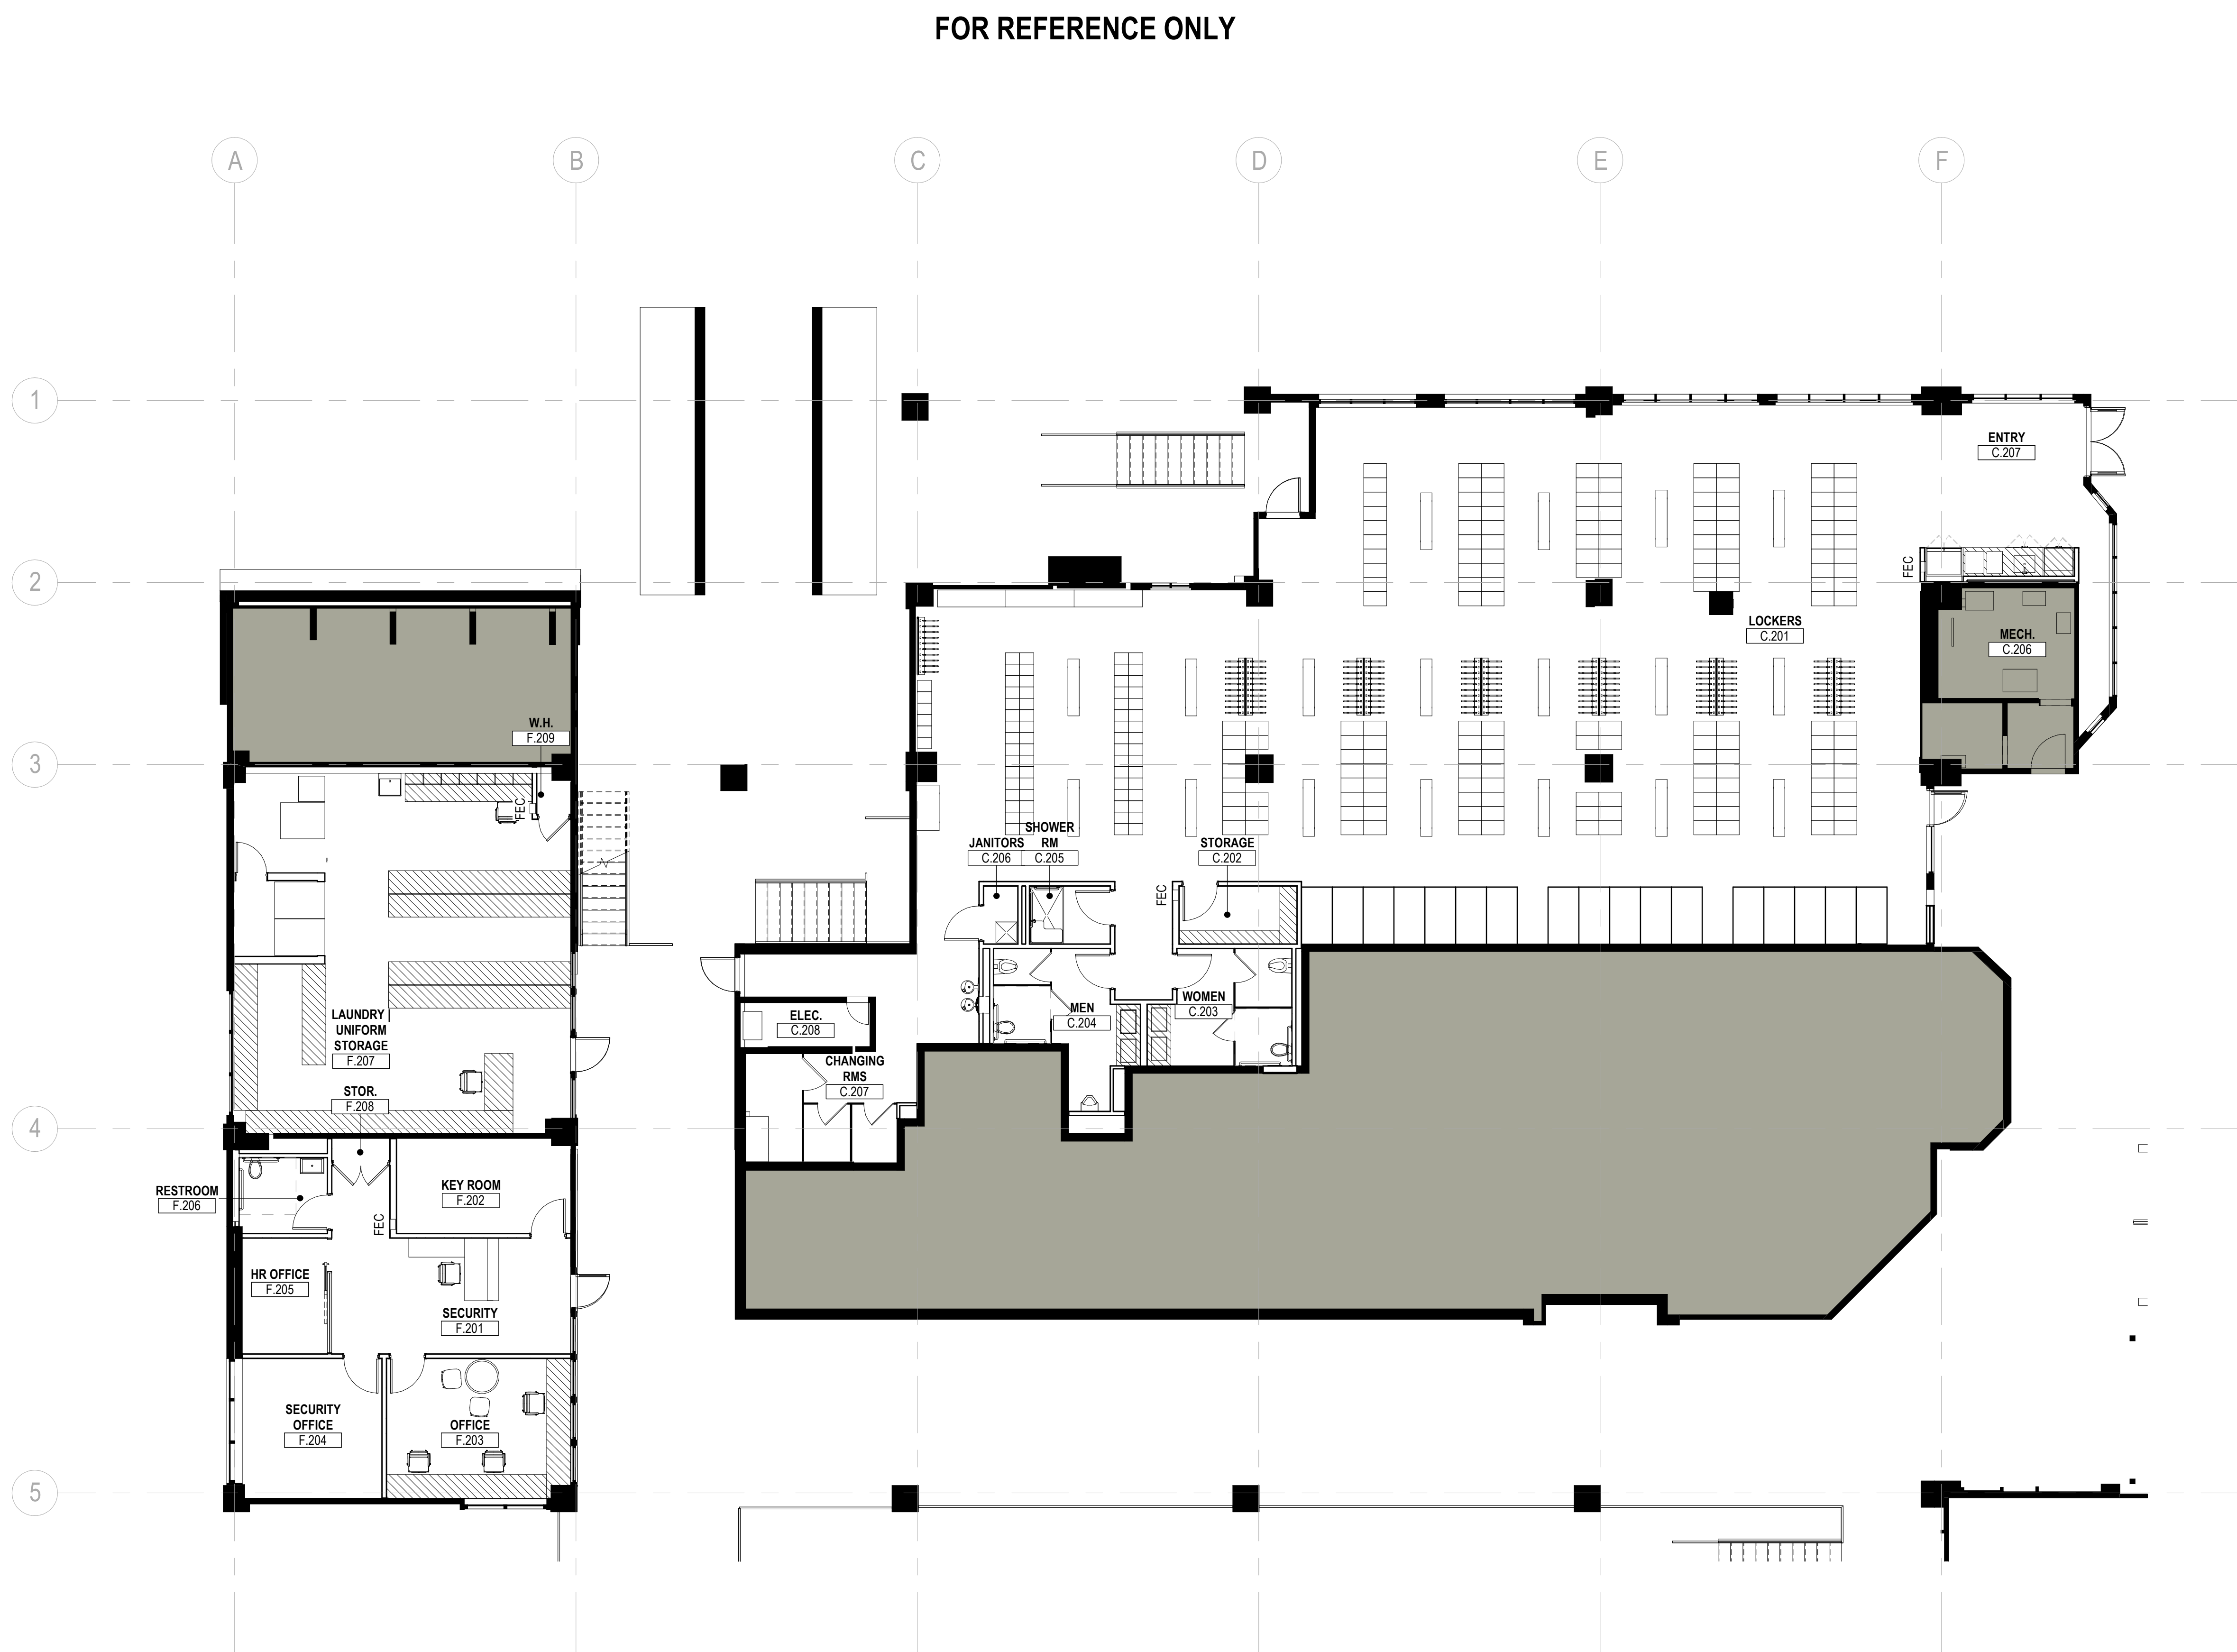 FOR REFERENCE ONLY
A
B
C
D
E
F
1
2
3
4
5
ENTRY
C.207
FEC
LOCKERS
C.201
MECH.
C.206
W.H.
F.209
FEC
JANITORS
C.206
SHOWER
RM
C.205
STORAGE
C.202
FEC
LAUNDRY
UNIFORM
STORAGE
F.207
STOR.
F.208
ELEC.
C.208
MEN
C.204
WOMEN
C.203
CHANGING
RMS
C.207
RESTROOM
F.206
KEY ROOM
F.202
FEC
HR OFFICE
F.205
SECURITY
F.201
SECURITY
OFFICE
F.204
OFFICE
F.203